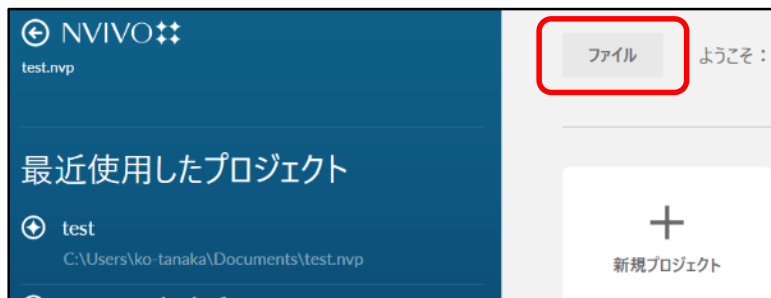 NVIVO
test.nvp
最近使用したプロジェクト
test
C:\Users\ko-tanaka\Documents\test.nvp
ファイル
ようこそ：
新規プロジェクト